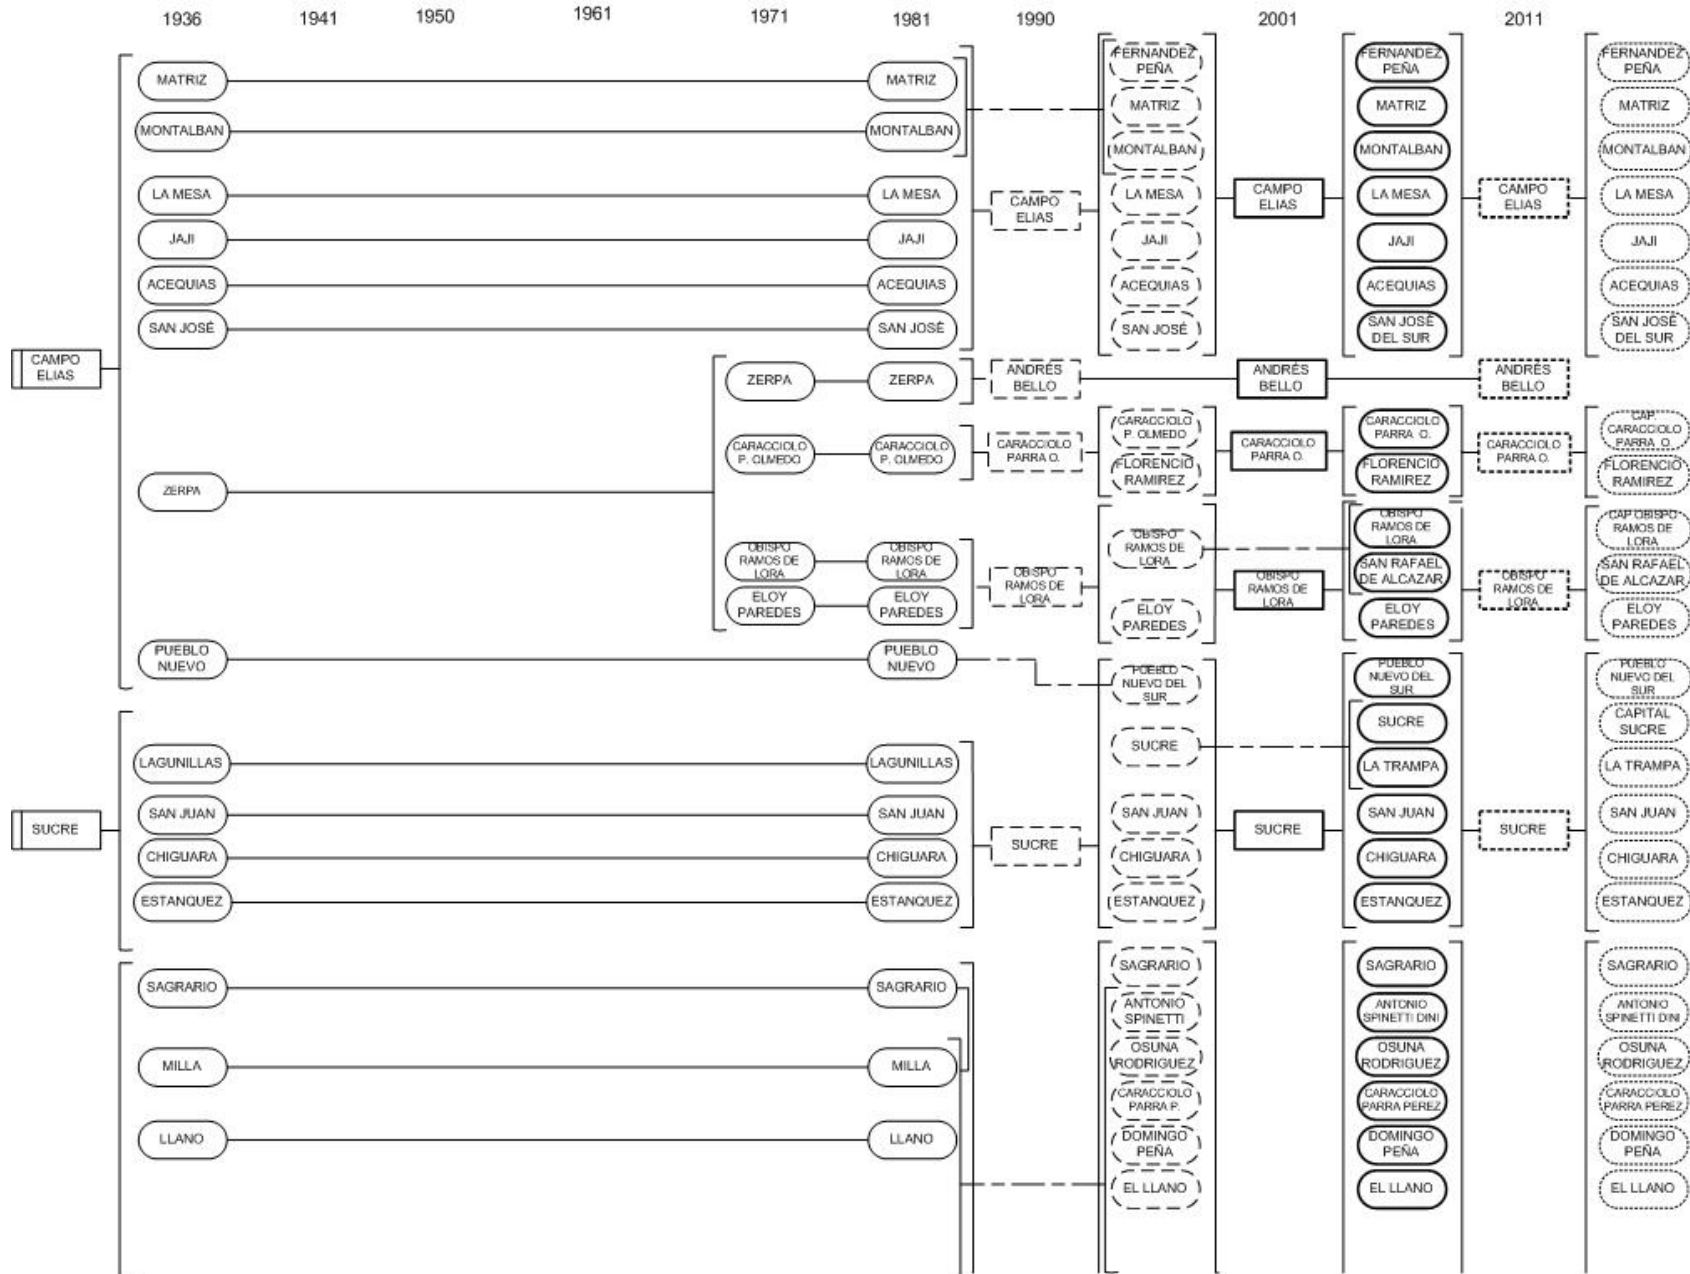 1936 1941 1950 1961 1971 1981 1990 2001 2011
CAMPO
ELIAS
SUCRE
MATRIZ
MONTALBAN
LA MESA
JAJI
ACEQUIAS
SAN JOSÉ
ZERPA
PUEBLO
NUEVO
LAGUNILLAS
SAN JUAN
CHIGUARA
ESTANQUEZ
SAGRARIO
MILLA
LLANO
ZERPA
CARACCIOLO
P. OLMEDO
OBISPO
RAMOS DE
LORA
ELOY
PAREDES
MATRIZ
MONTALBAN
LA MESA
JAJI
ACEQUIAS
SAN JOSÉ
ZERPA
CARACCIOLO
P. OLMEDO
OBISPO
RAMOS DE
LORA
ELOY
PAREDES
PUEBLO
NUEVO
LAGUNILLAS
SAN JUAN
CHIGUARA
ESTANQUEZ
SAGRARIO
MILLA
LLANO
CAMPO
ELIAS
ANDRÉS
BELLO
CARACCIOLO
PARRA O.
OBISPO
RAMOS DE
LORA
SUCRE
FERNANDEZ
PEÑA
MATRIZ
MONTALBAN
LA MESA
JAJI
ACEQUIAS
SAN JOSÉ
CARACCIOLO
P. OLMEDO
FLORENCIO
RAMIREZ
OBISPO
RAMOS DE
LORA
ELOY
PAREDES
PUEBLO
NUEVO DEL
SUR
SUCRE
SAN JUAN
CHIGUARA
ESTANQUEZ
SAGRARIO
ANTONIO
SPINETTI
OSUNA
RODRIGUEZ
CARACCIOLO
PARRA P.
DOMINGO
PEÑA
EL LLANO
CAMPO
ELIAS
ANDRÉS
BELLO
CARACCIOLO
PARRA O.
OBISPO
RAMOS DE
LORA
SUCRE
FERNANDEZ
PEÑA
MATRIZ
MONTALBAN
LA MESA
JAJI
ACEQUIAS
SAN JOSÉ
DEL SUR
CARACCIOLO
PARRA O.
FLORENCIO
RAMIREZ
OBISPO
RAMOS DE
LORA
SAN RAFAEL
DE ALCAZAR
ELOY
PAREDES
PUEBLO
NUEVO DEL
SUR
SUCRE
LA TRAMPA
SAN JUAN
CHIGUARA
ESTANQUEZ
SAGRARIO
ANTONIO
SPINETTI DINI
OSUNA
RODRIGUEZ
CARACCIOLO
PARRA PEREZ
DOMINGO
PEÑA
EL LLANO
CAMPO
ELIAS
ANDRÉS
BELLO
CARACCIOLO
PARRA O.
OBISPO
RAMOS DE
LORA
SUCRE
FERNANDEZ
PEÑA
MATRIZ
MONTALBAN
LA MESA
JAJI
ACEQUIAS
SAN JOSÉ
DEL SUR
CAP.
CARACCIOLO
PARRA O.
FLORENCIO
RAMIREZ
CAP.OBISPO
RAMOS DE
LORA
SAN RAFAEL
DE ALCAZAR
ELOY
PAREDES
PUEBLO
NUEVO DEL
SUR
CAPITAL
SUCRE
LA TRAMPA
SAN JUAN
CHIGUARA
ESTANQUEZ
SAGRARIO
ANTONIO
SPINETTI DINI
OSUNA
RODRIGUEZ
CARACCIOLO
PARRA PEREZ
DOMINGO
PEÑA
EL LLANO